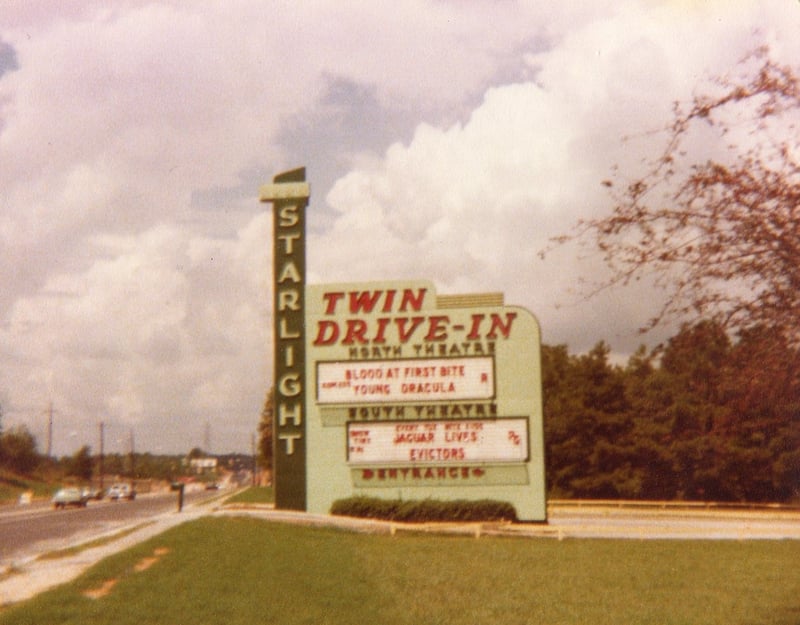 STARLIGHT
TWIN
DRIVE-IN
NORTH THEATRE
BLOOD AT FIRST BITE
YOUNG DRACULA
R
SOUTH THEATRE
JAGUAR LIVES
PG
EVICTORS
ENTRANCE